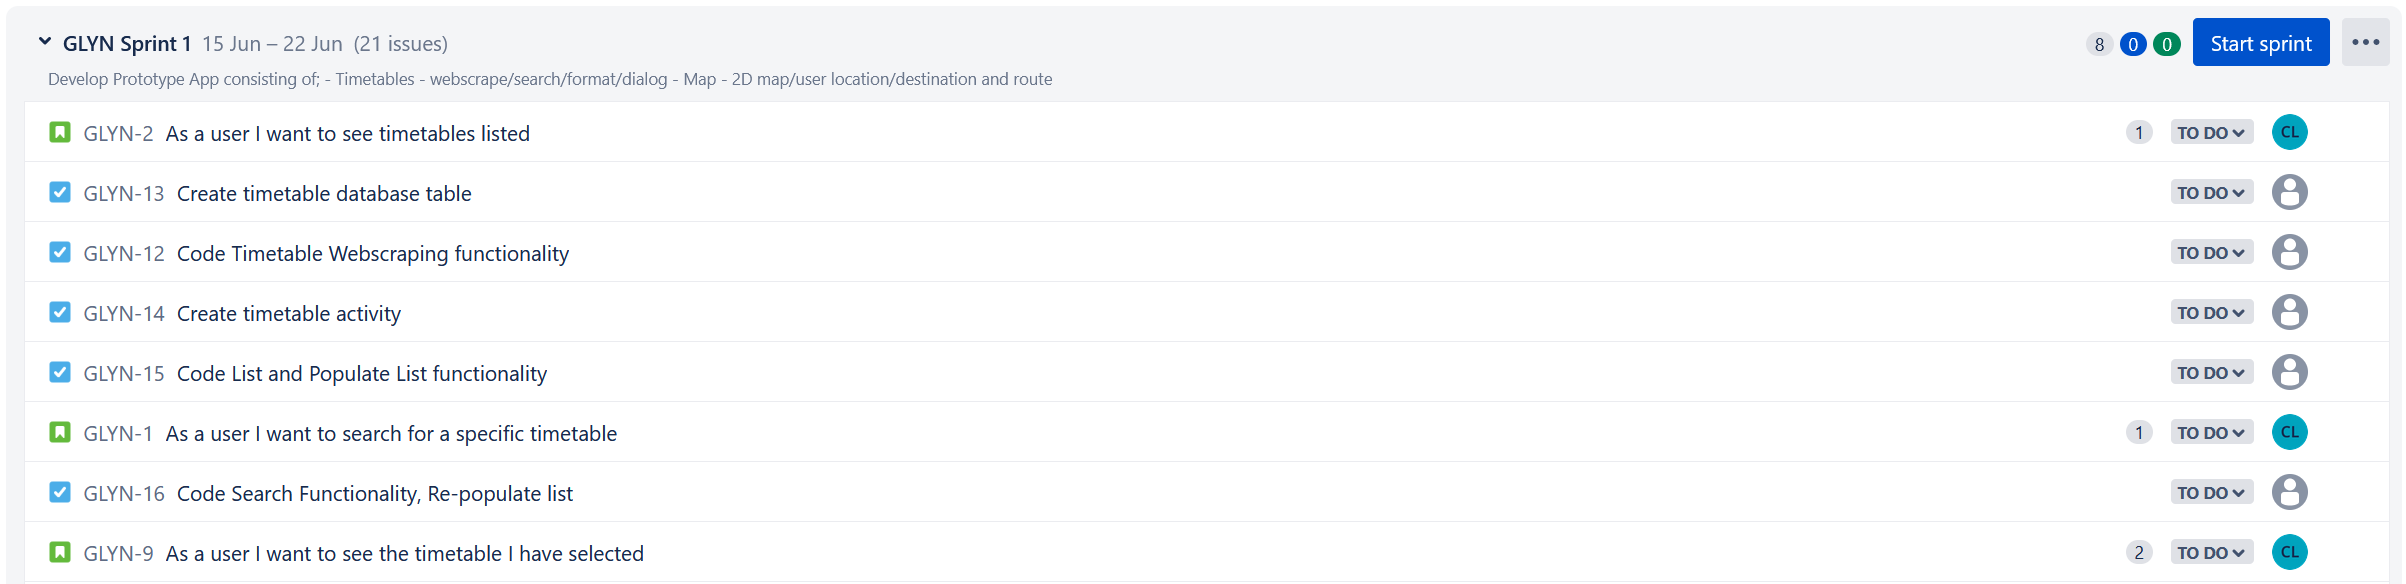 GLYN Sprint 1 15 Jun – 22 Jun (21 issues) 8 0 0 Start sprint
Develop Prototype App consisting of; - Timetables - webscrape/search/format/dialog - Map - 2D map/user location/destination and route
GLYN-2 As a user I want to see timetables listed 1 TO DO CL
GLYN-13 Create timetable database table TO DO
GLYN-12 Code Timetable Webscraping functionality TO DO
GLYN-14 Create timetable activity TO DO
GLYN-15 Code List and Populate List functionality TO DO
GLYN-1 As a user I want to search for a specific timetable 1 TO DO CL
GLYN-16 Code Search Functionality, Re-populate list TO DO
GLYN-9 As a user I want to see the timetable I have selected 2 TO DO CL